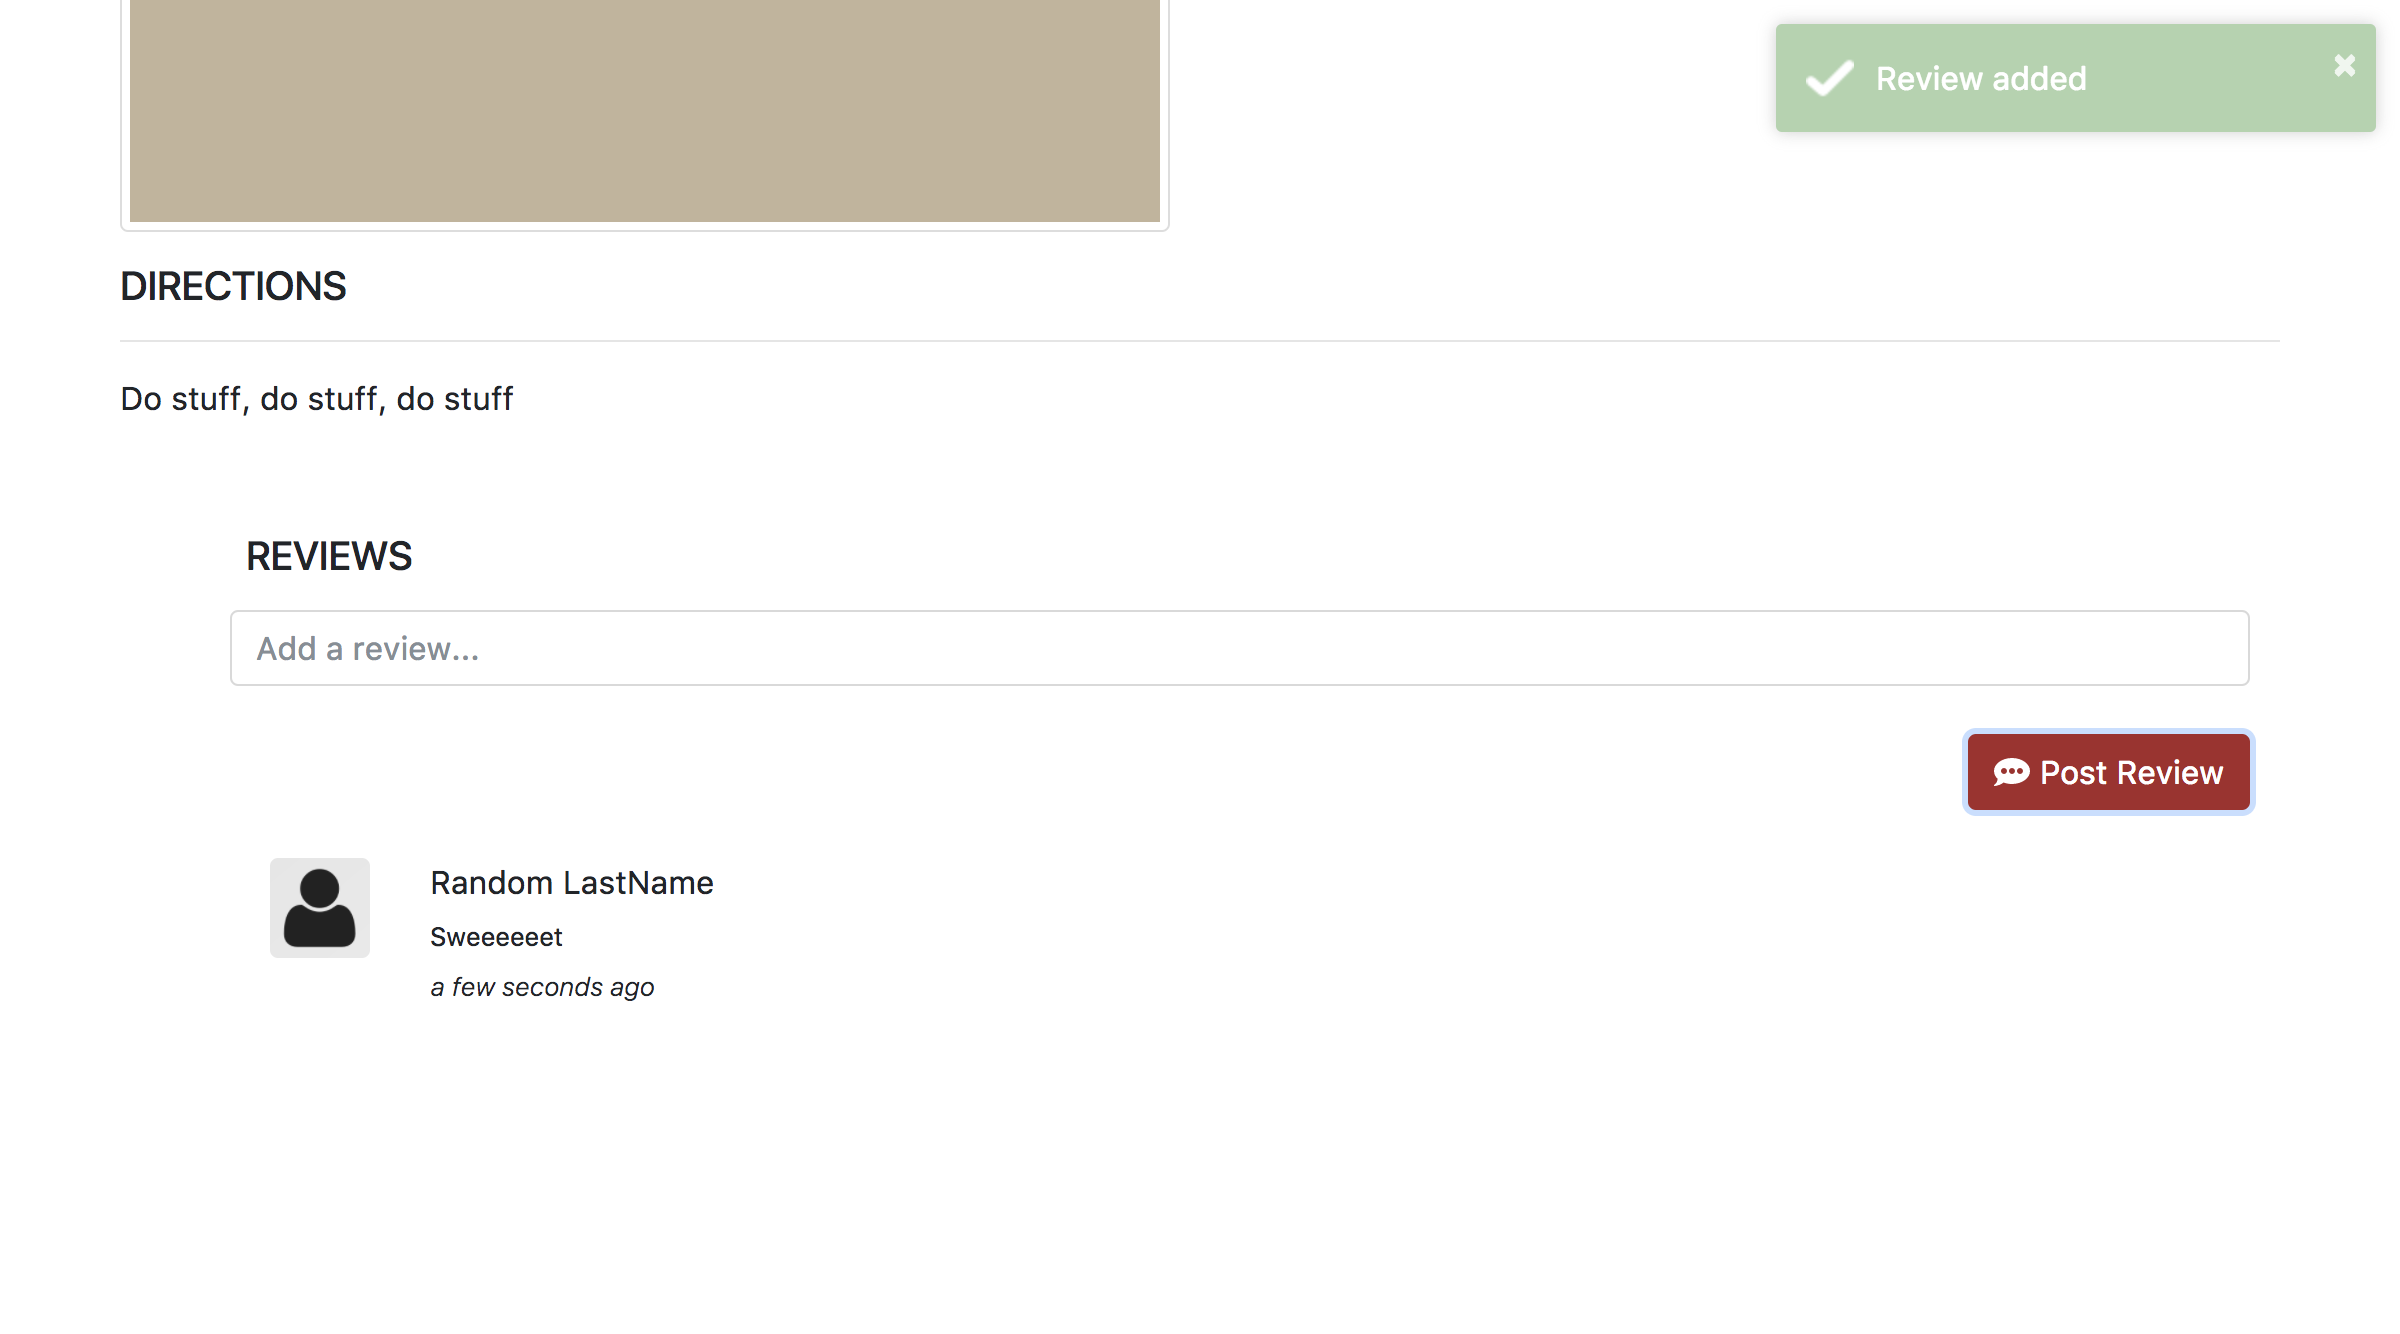 Review added
DIRECTIONS
Do stuff, do stuff, do stuff
REVIEWS
Add a review...
Post Review
Random LastName
Sweeeeeet
a few seconds ago